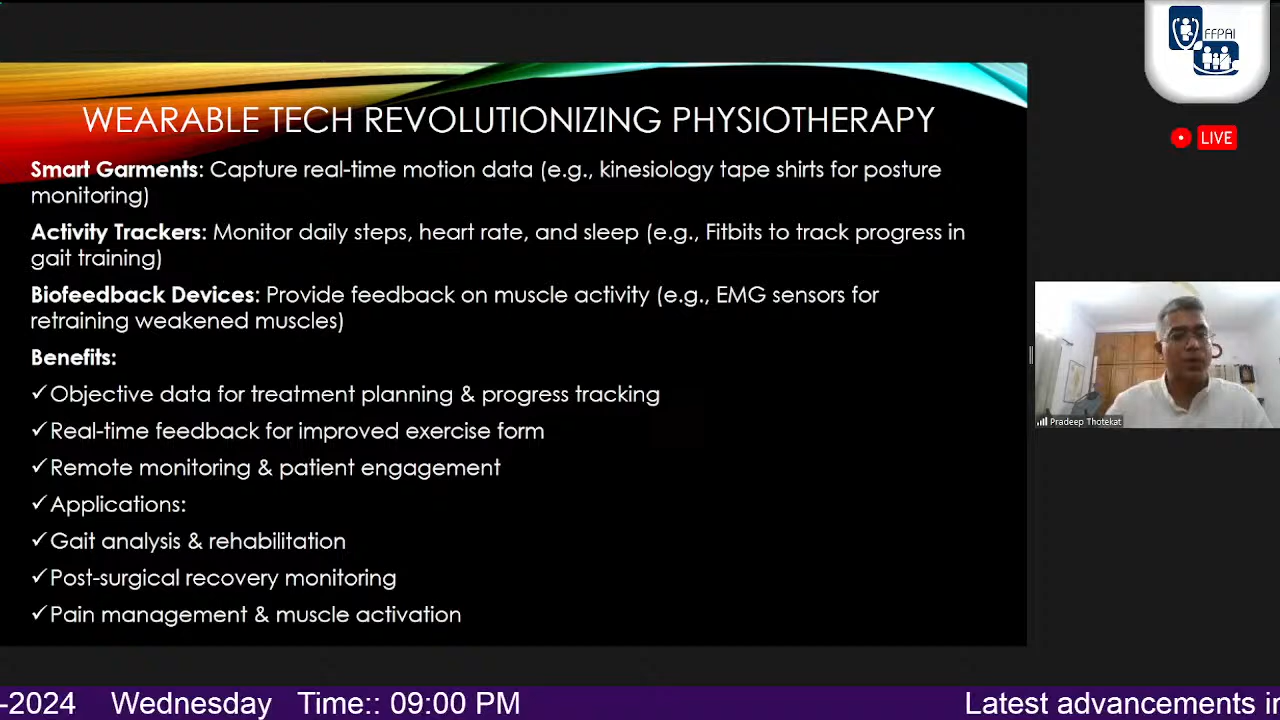 FFPAI
LIVE
WEARABLE TECH REVOLUTIONIZING PHYSIOTHERAPY
Smart Garments: Capture real-time motion data (e.g., kinesiology tape shirts for posture
monitoring)
Activity Trackers: Monitor daily steps, heart rate, and sleep (e.g., Fitbits to track progress in
gait training)
Biofeedback Devices: Provide feedback on muscle activity (e.g., EMG sensors for
retraining weakened muscles)
Benefits:
✓Objective data for treatment planning & progress tracking
✓Real-time feedback for improved exercise form
✓Remote monitoring & patient engagement
✓Applications:
✓Gait analysis & rehabilitation
✓Post-surgical recovery monitoring
✓Pain management & muscle activation
Pradeep Thotekat
-2024 Wednesday Time:: 09:00 PM Latest advancements in